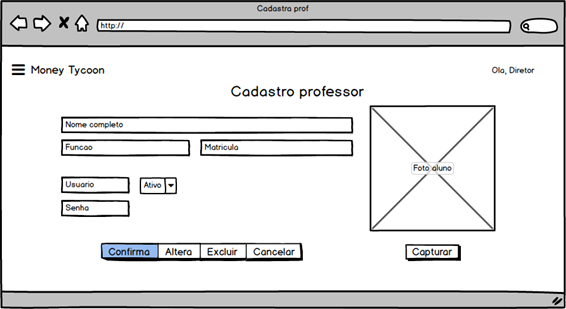 Cadastra prof
http://
Money Tycoon
Ola, Diretor
Cadastro professor
Nome completo
Funcao
Matricula
Foto aluno
Usuario
Ativo
Senha
Confirma
Altera
Excluir
Cancelar
Capturar